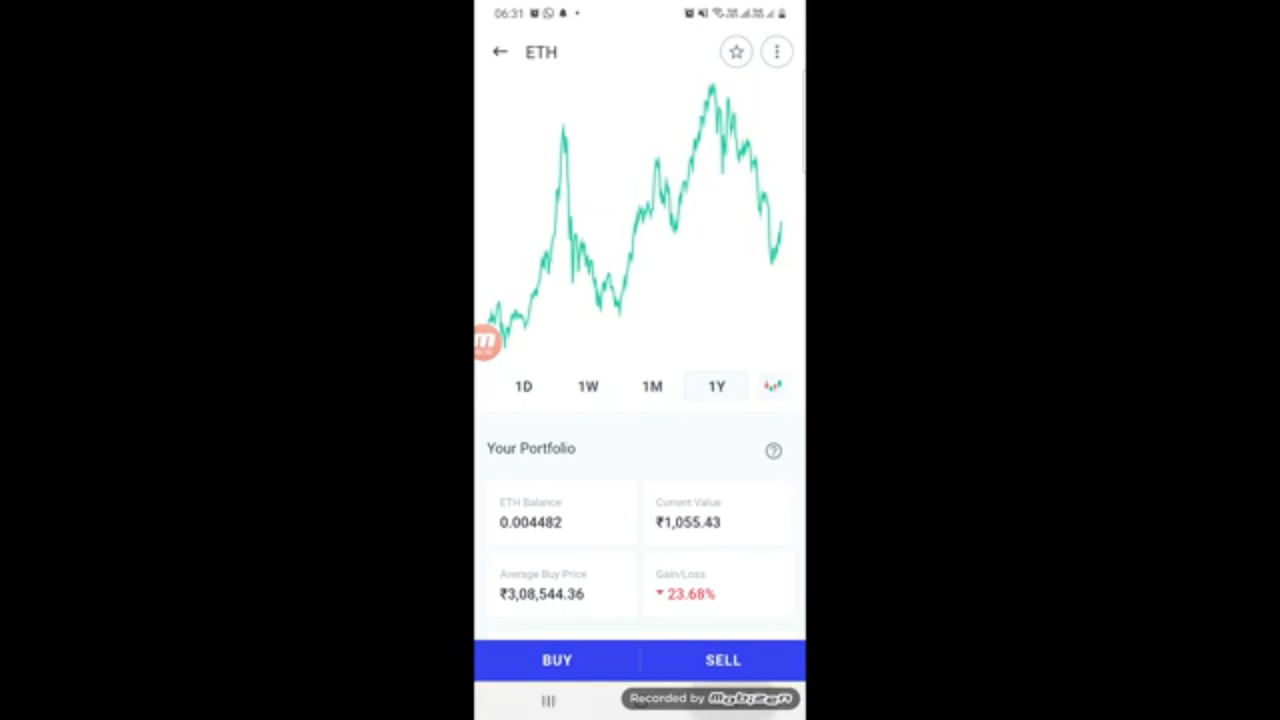 06:31
ETH
1D 1W 1M 1Y
Your Portfolio
ETH Balance Current Value
0.004482 ₹1,055.43
Average Buy Price Gain/Loss
₹3,08,544.36 23.68%
BUY SELL
Recorded by mobizen